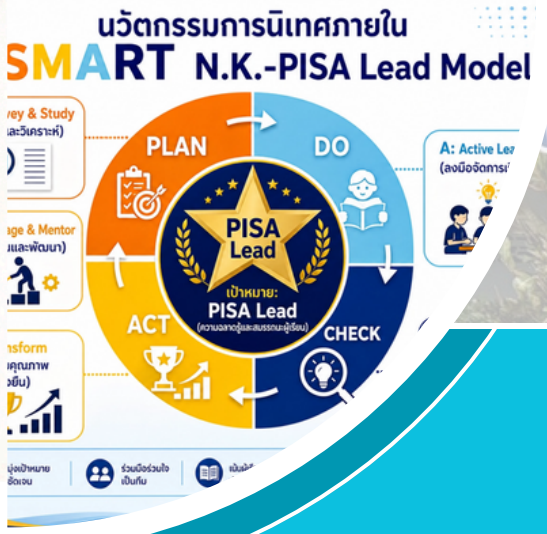 นวัตกรรมการนิเทศภายใน
SMART N.K.-PISA Lead Model
vey & Study
และวิเคราะห์)
PLAN
DO
A: Active Lea
(ลงมือจัดการเ
age & Mentor
มและพัฒนา)
PISA
Lead
เป้าหมาย:
PISA Lead
(ความฉลาดรู้และสมรรถนะผู้เรียน)
ACT
CHECK
nsform
บคุณภาพ
งยืน)
มุ่งเป้าหมาย
ชัดเจน
ร่วมมือร่วมใจ
เป็นทีม